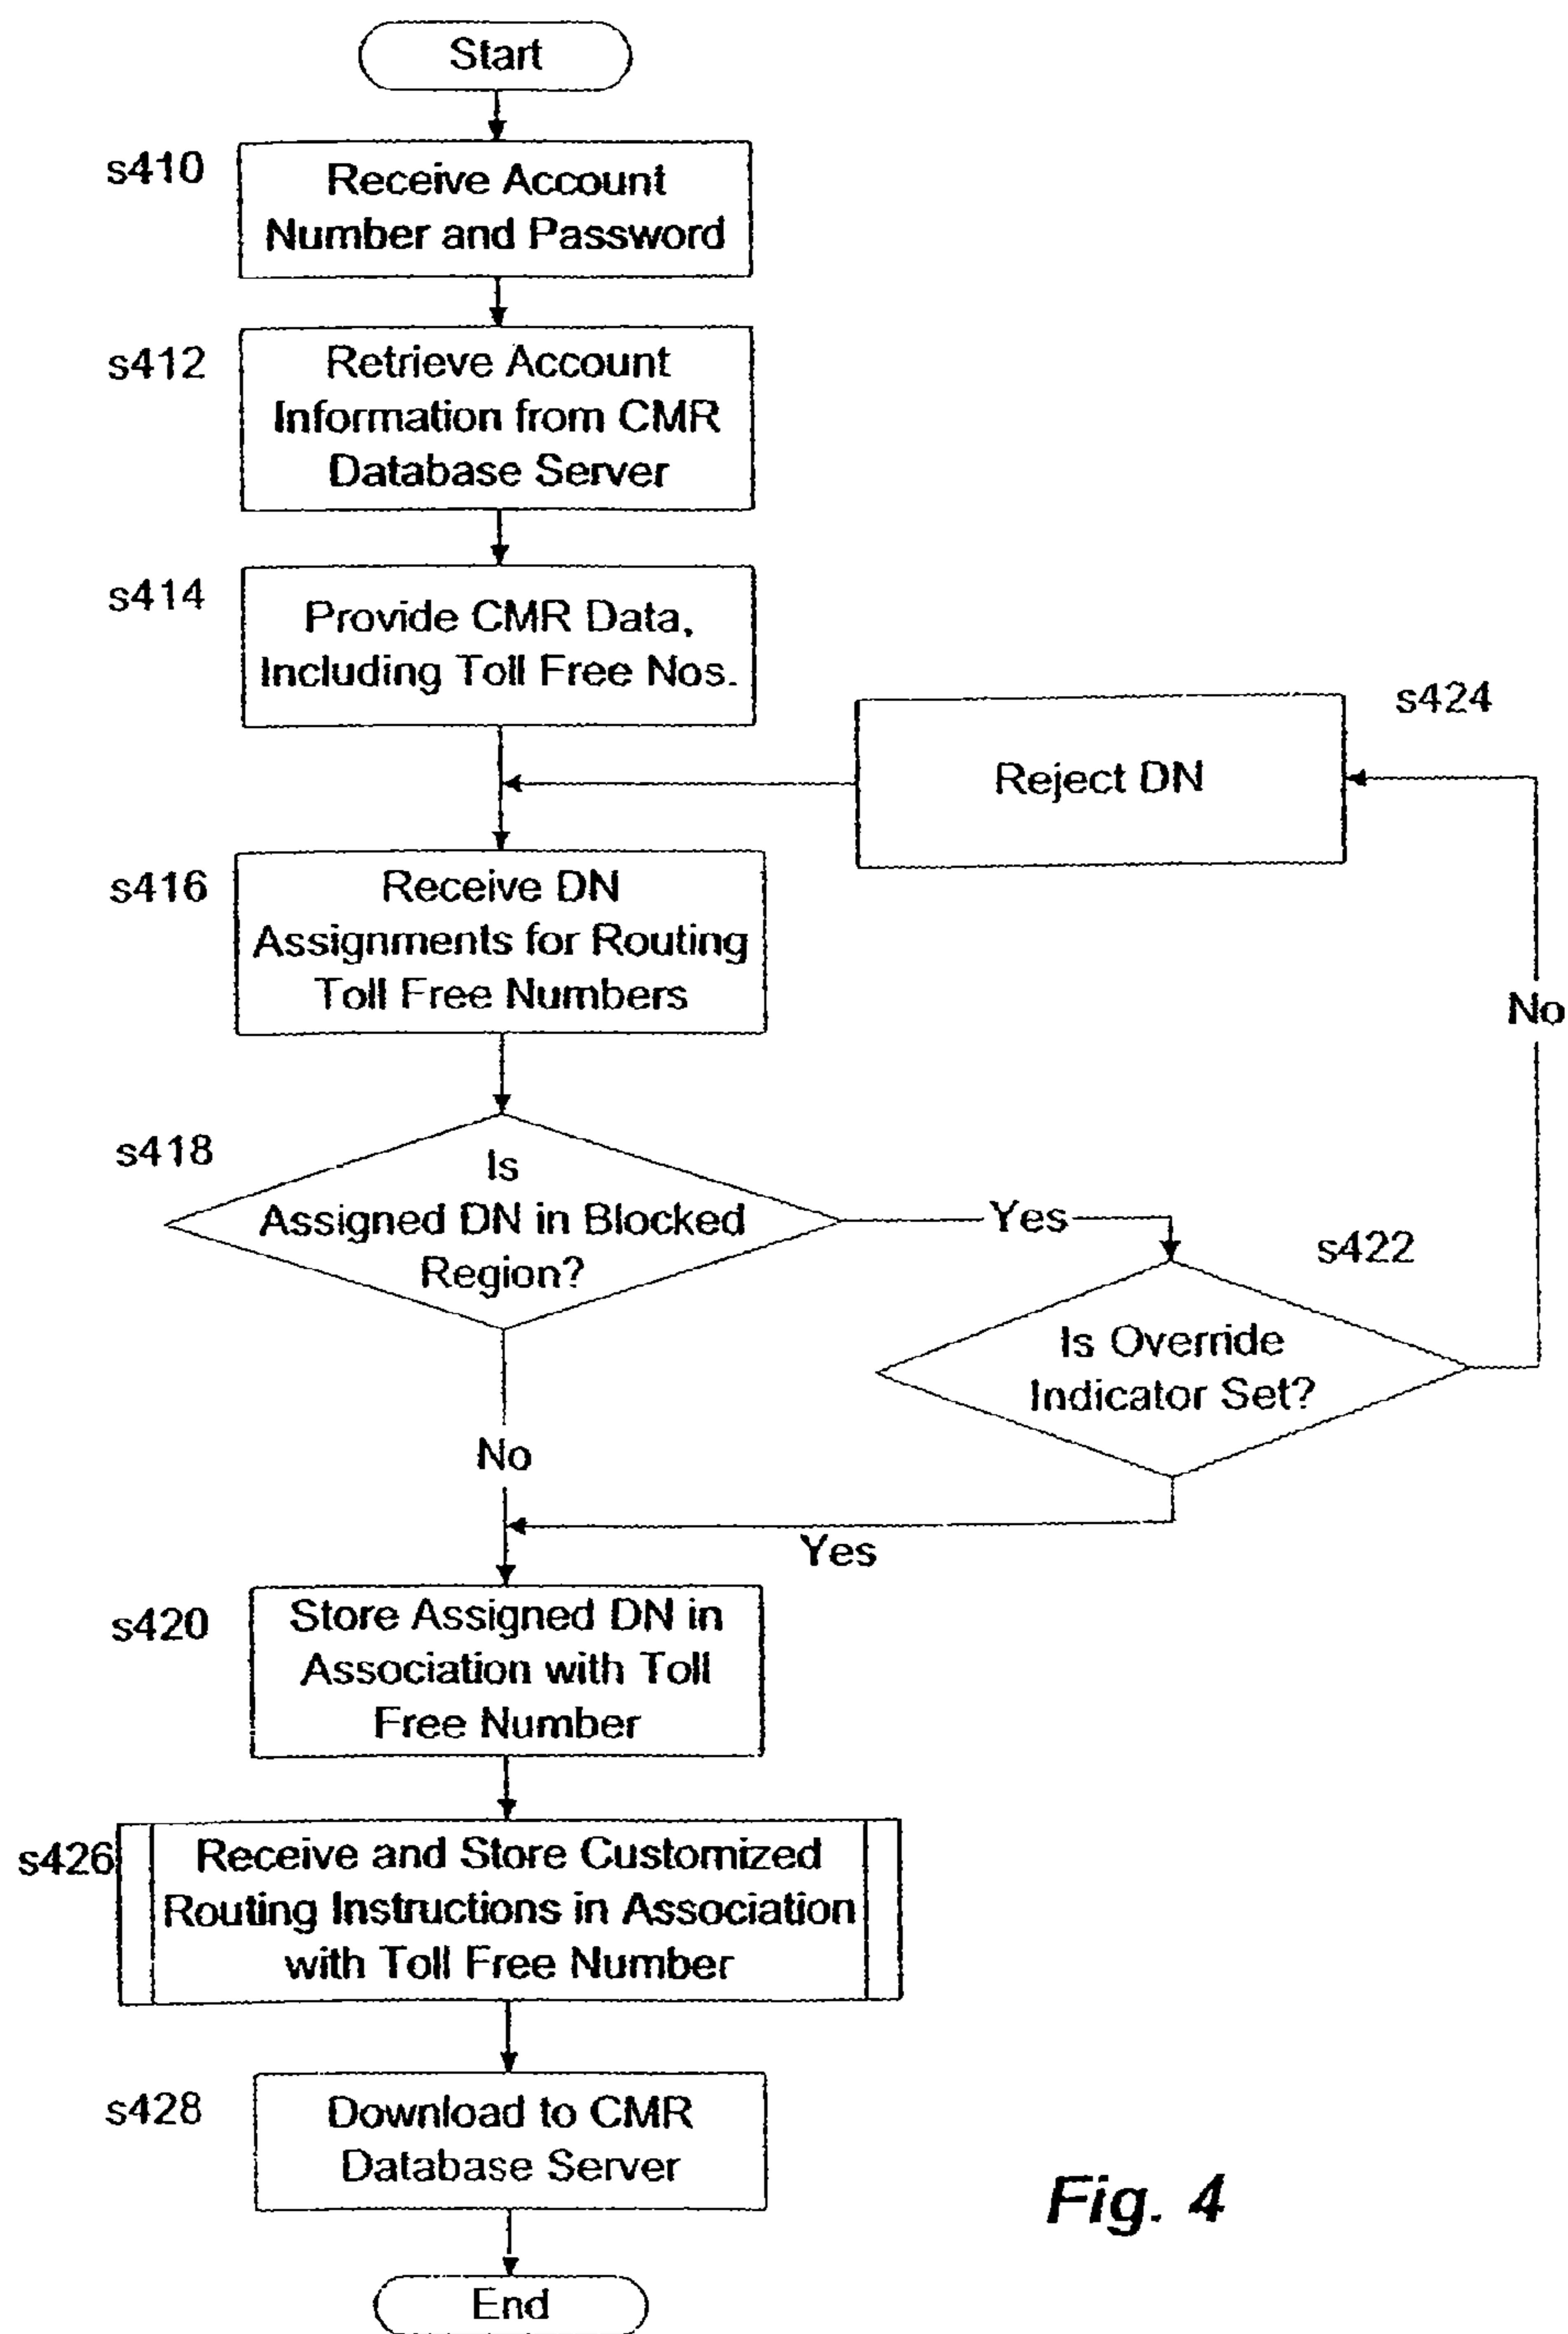 Start
s410
Receive Account
Number and Password
s412
Retrieve Account
Information from CMR
Database Server
s414
Provide CMR Data,
Including Toll Free Nos.
s424
Reject DN
s416
Receive DN
Assignments for Routing
Toll Free Numbers
No
s418
Is
Assigned DN in Blocked
Region?
Yes
s422
Is Override
Indicator Set?
No
Yes
s420
Store Assigned DN in
Association with Toll
Free Number
s426
Receive and Store Customized
Routing Instructions in Association
with Toll Free Number
s428
Download to CMR
Database Server
Fig. 4
End